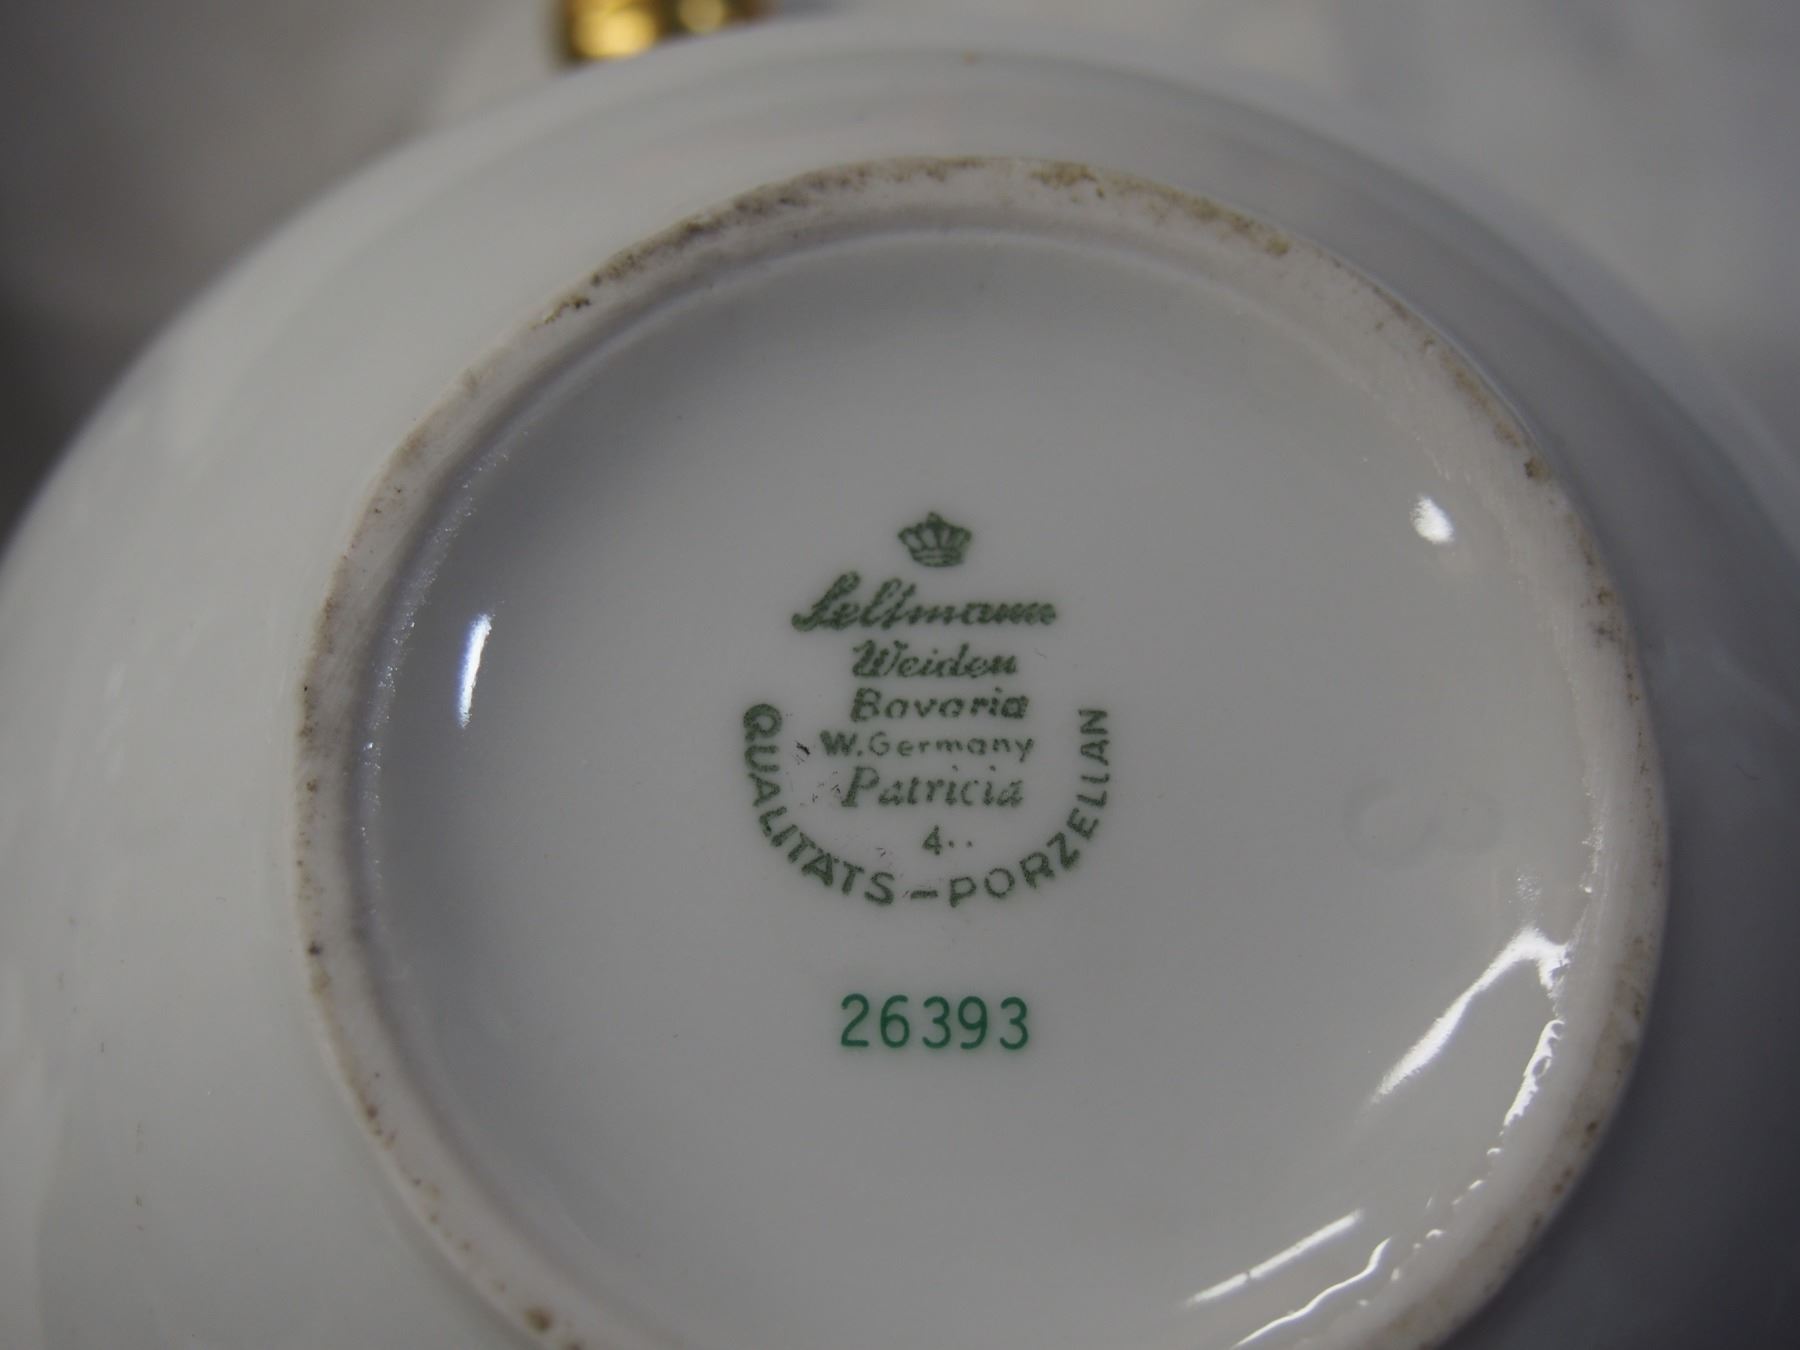 Seltmann
Weiden
Bavaria
W.Germany
Patricia
4..
QUALITÄTS-PORZELLAN
26393